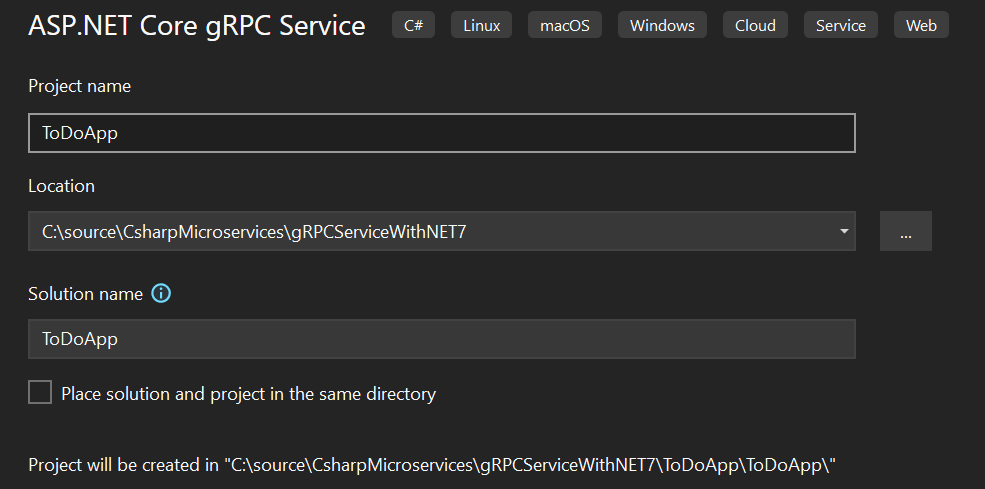 ASP.NET Core gRPC Service C# Linux macOS Windows Cloud Service Web
Project name
ToDoApp
Location
C:\source\CsharpMicroservices\gRPCServiceWithNET7
...
Solution name
ToDoApp
Place solution and project in the same directory
Project will be created in "C:\source\CsharpMicroservices\gRPCServiceWithNET7\ToDoApp\ToDoApp\"